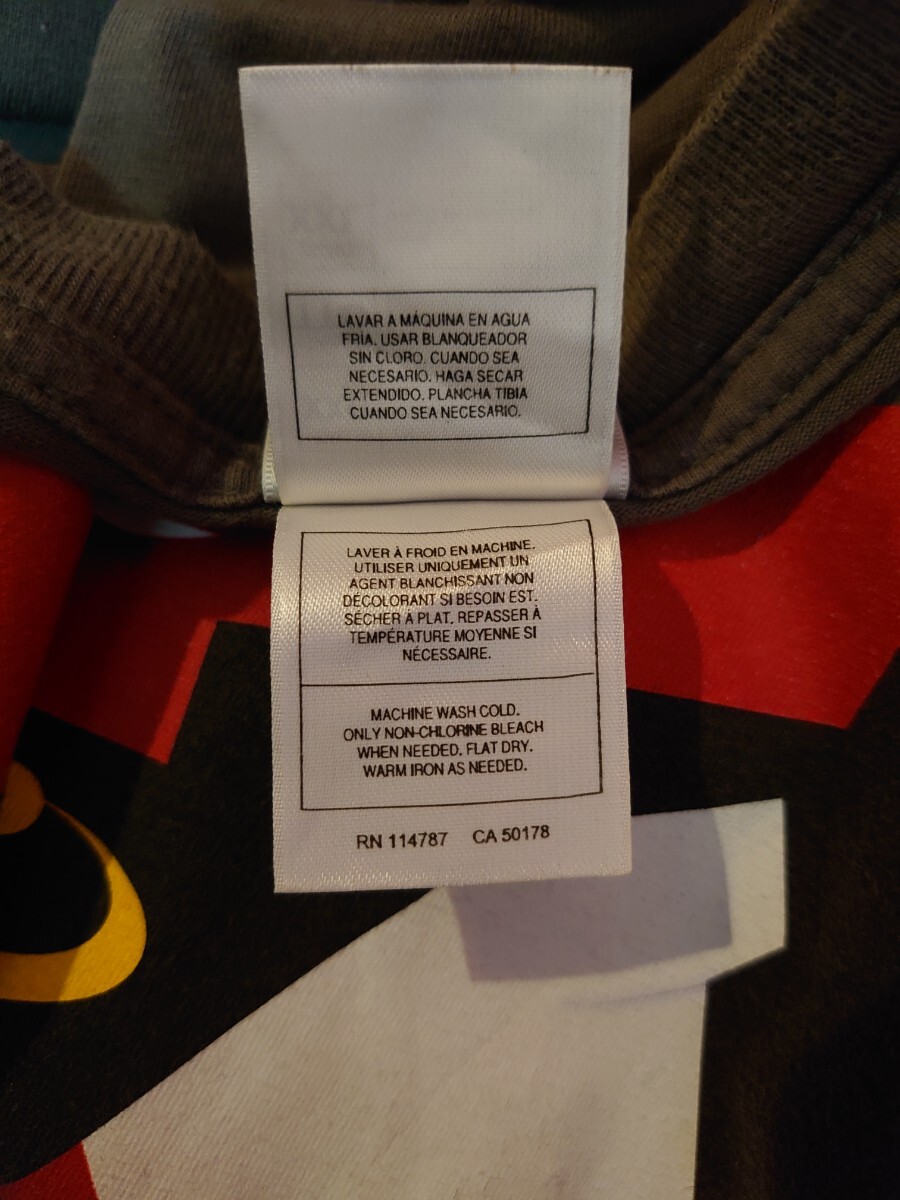 LAVAR A MÁQUINA EN AGUA
FRÍA. USAR BLANQUEADOR
SIN CLORO. CUANDO SEA
NECESARIO. HAGA SECAR
EXTENDIDO. PLANCHA TIBIA
CUANDO SEA NECESARIO.
LAVER À FROID EN MACHINE.
UTILISER UNIQUEMENT UN
AGENT BLANCHISSANT NON
DÉCOLORANT SI BESOIN EST.
SÉCHER À PLAT, REPASSER À
TEMPÉRATURE MOYENNE SI
NÉCESSAIRE.
MACHINE WASH COLD.
ONLY NON-CHLORINE BLEACH
WHEN NEEDED, FLAT DRY.
WARM IRON AS NEEDED.
RN 114787 CA 50178